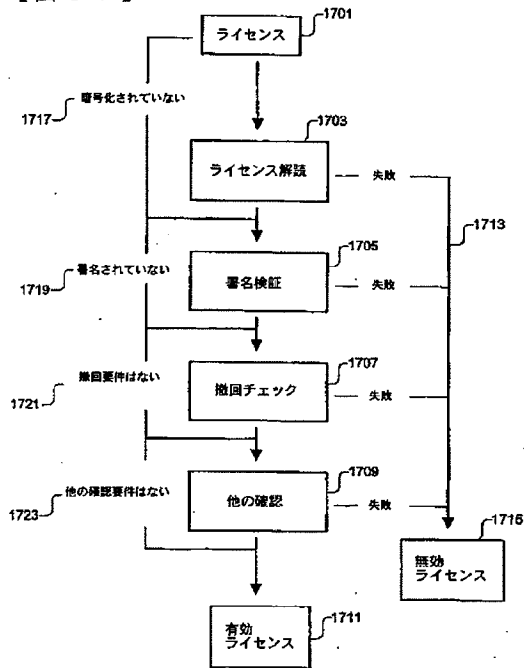 1701
ライセンス
暗号化されていない
1717
1703
ライセンス解読
失敗
1713
1705
署名されていない
1719
署名検証
失敗
1707
撤回要件はない
1721
撤回チェック
失敗
1709
他の確認要件はない
1723
他の確認
失敗
1715
無効
ライセンス
有効
ライセンス
1711